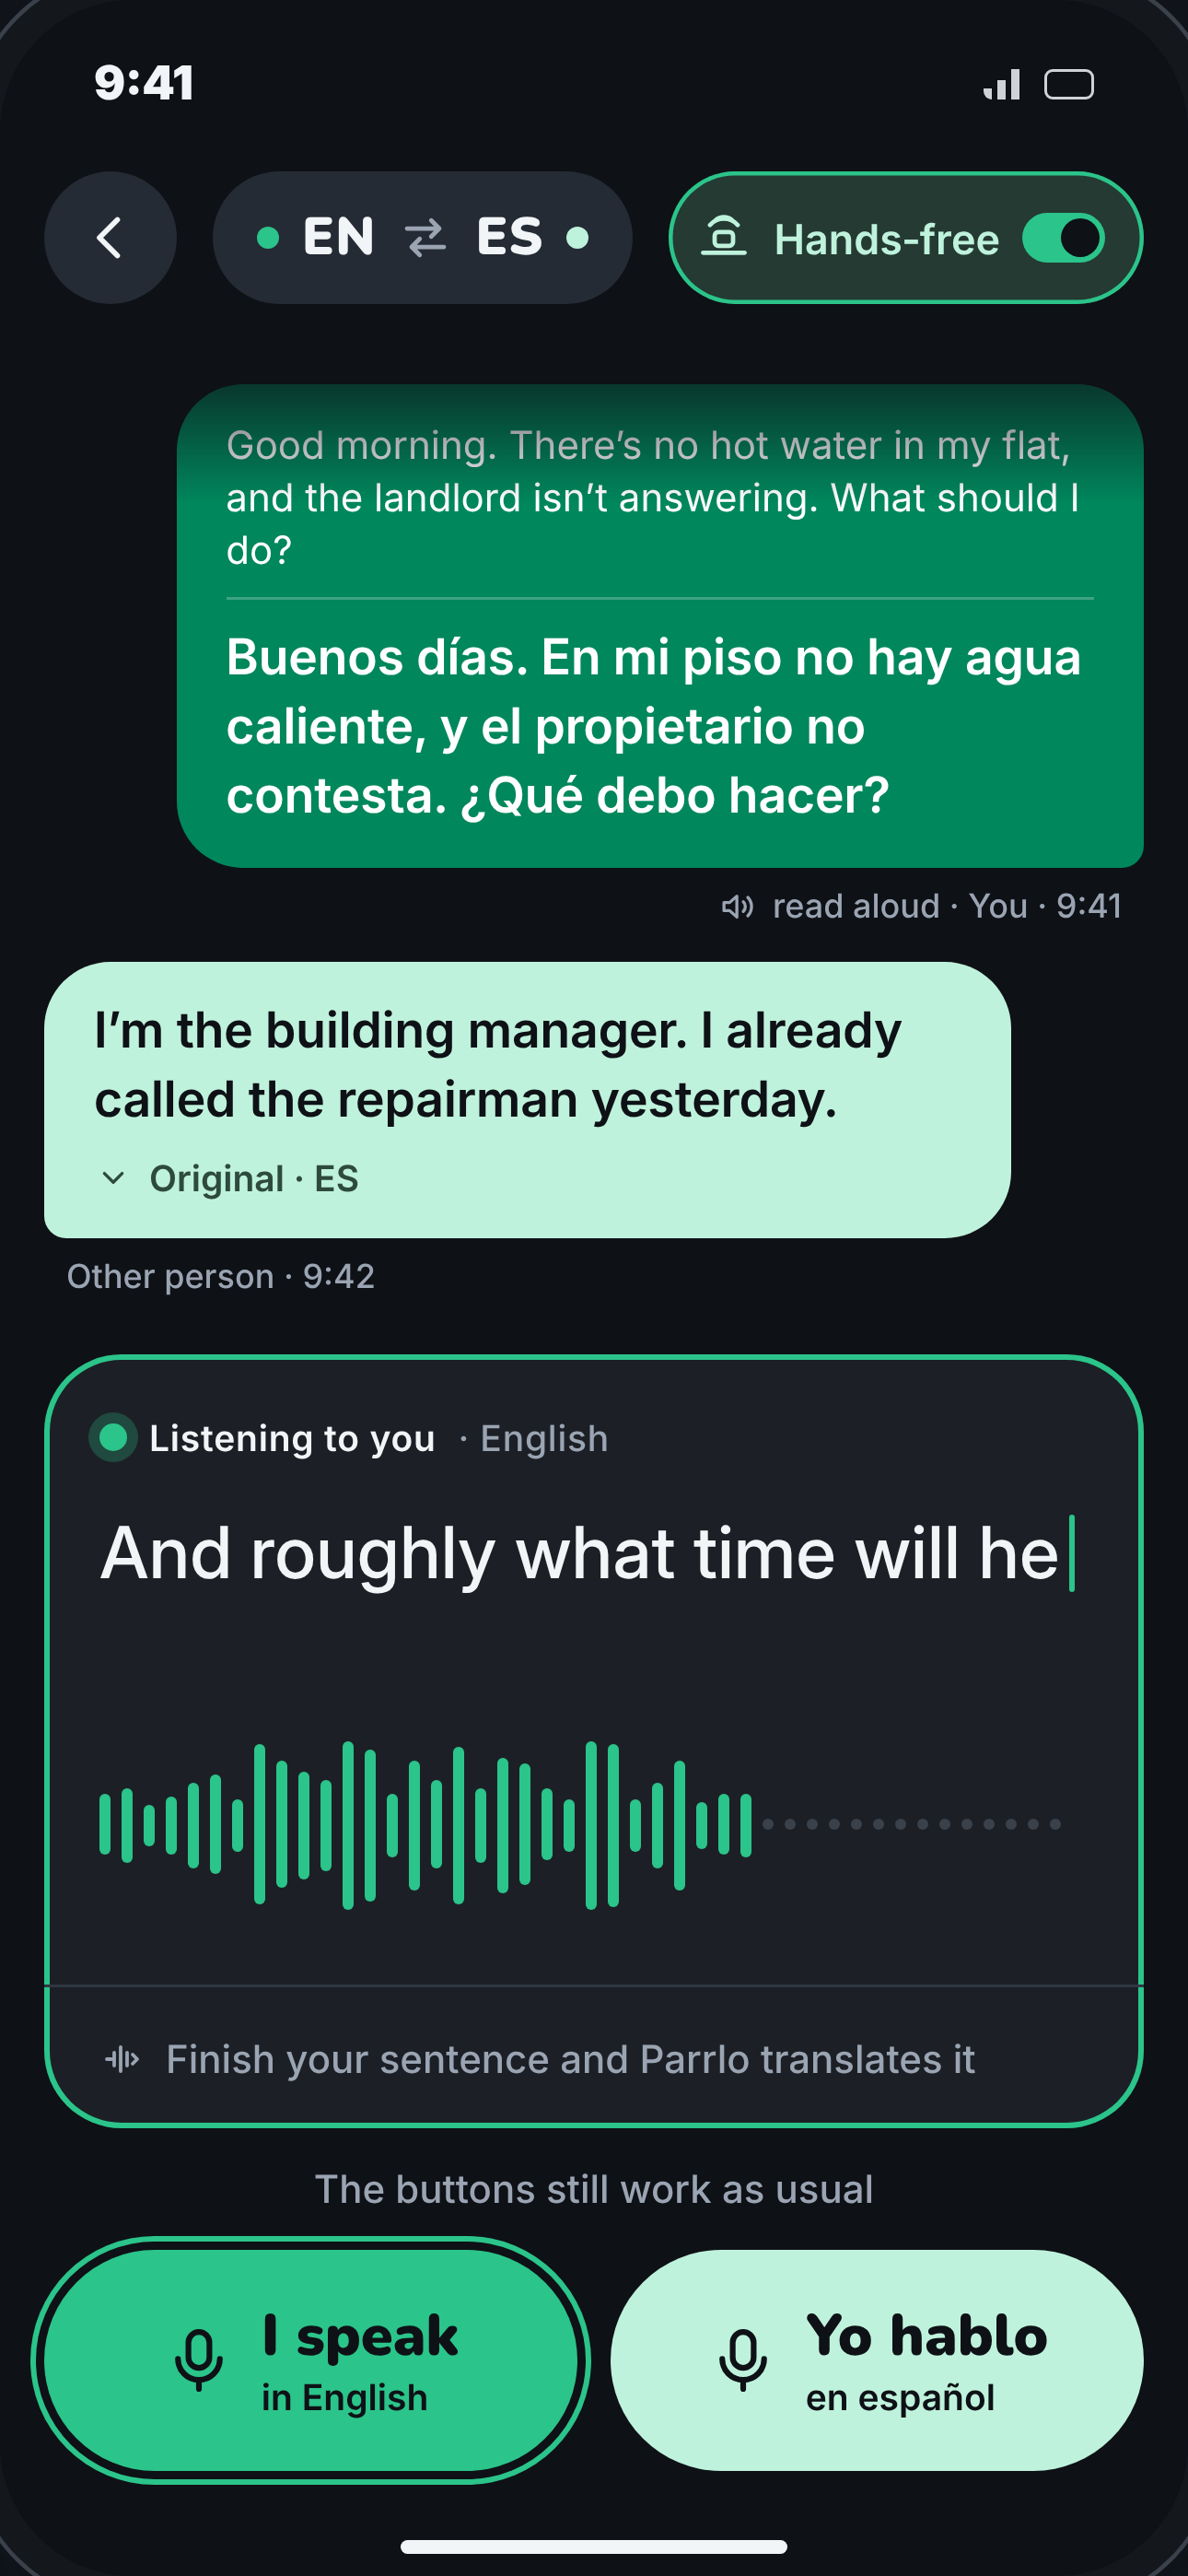 9:41
EN ES
Hands-free
Good morning. There’s no hot water in my flat,
and the landlord isn’t answering. What should I
do?
Buenos días. En mi piso no hay agua
caliente, y el propietario no
contesta. ¿Qué debo hacer?
read aloud · You · 9:41
I’m the building manager. I already
called the repairman yesterday.
Original · ES
Other person · 9:42
Listening to you · English
And roughly what time will he
Finish your sentence and Parrlo translates it
The buttons still work as usual
I speak
in English
Yo hablo
en español